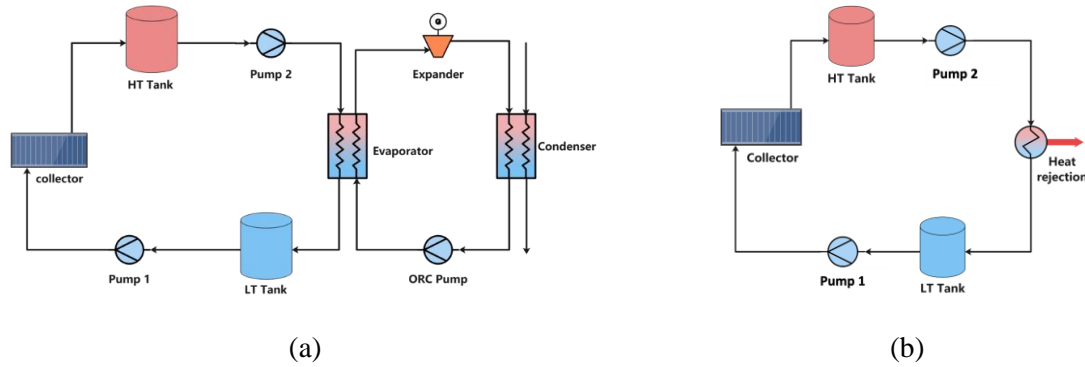 G
HT Tank
Pump 2
Expander
collector
Evaporator
Condenser
Pump 1
LT Tank
ORC Pump
(a)
HT Tank
Pump 2
Collector
Heat
rejection
Pump 1
LT Tank
(b)